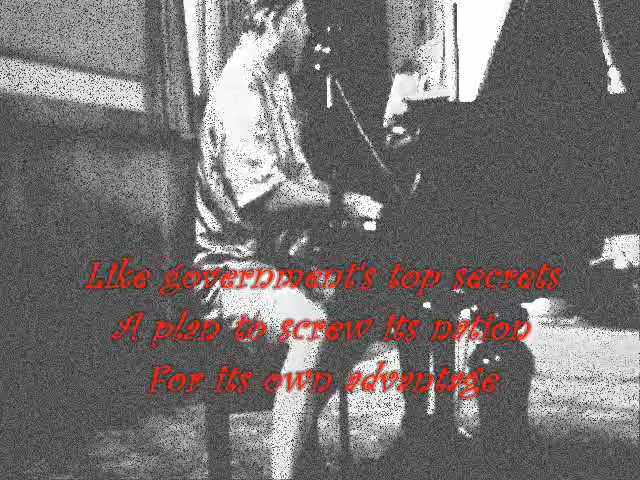 Like government's top secrets
A plan to screw its nation
For its own advantage